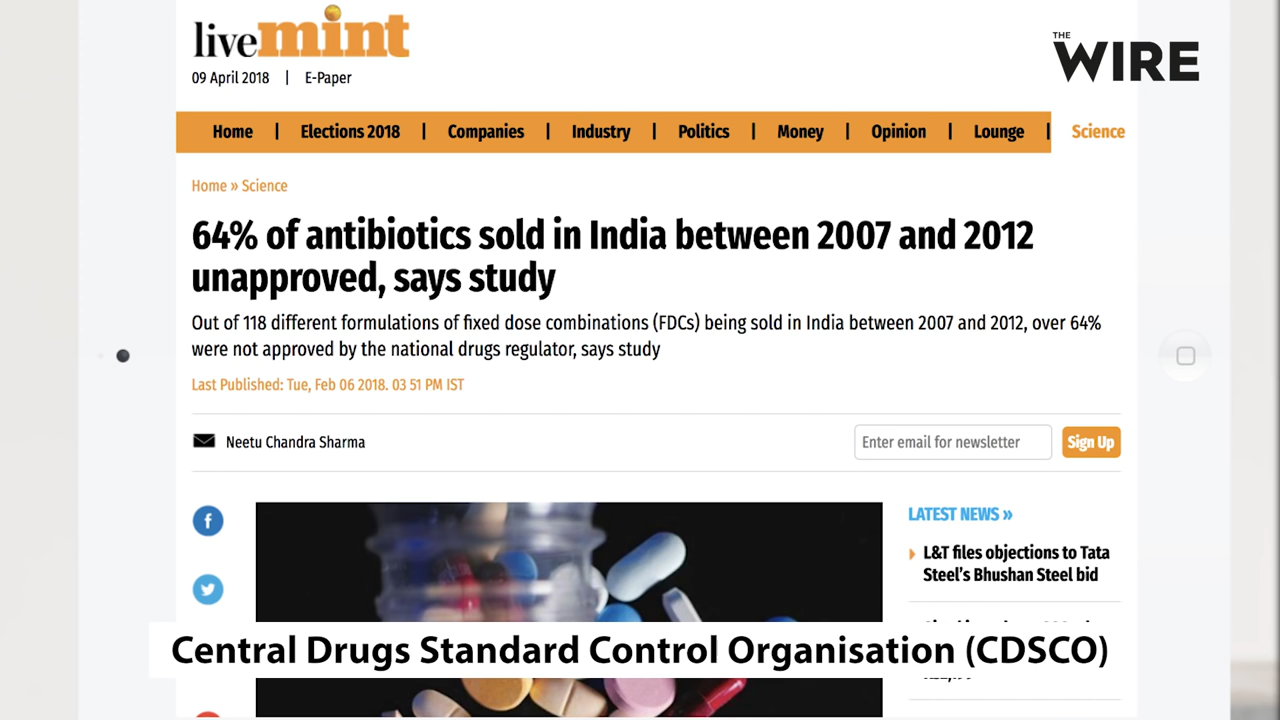 livemint
THE
WIRE
09 April 2018 | E-Paper
Home | Elections 2018 | Companies | Industry | Politics | Money | Opinion | Lounge | Science
Home » Science
64% of antibiotics sold in India between 2007 and 2012
unapproved, says study
Out of 118 different formulations of fixed dose combinations (FDCs) being sold in India between 2007 and 2012, over 64%
were not approved by the national drugs regulator, says study
Last Published: Tue, Feb 06 2018. 03 51 PM IST
Neetu Chandra Sharma
Enter email for newsletter
Sign Up
LATEST NEWS »
L&T files objections to Tata
Steel's Bhushan Steel bid
Central Drugs Standard Control Organisation (CDSCO)